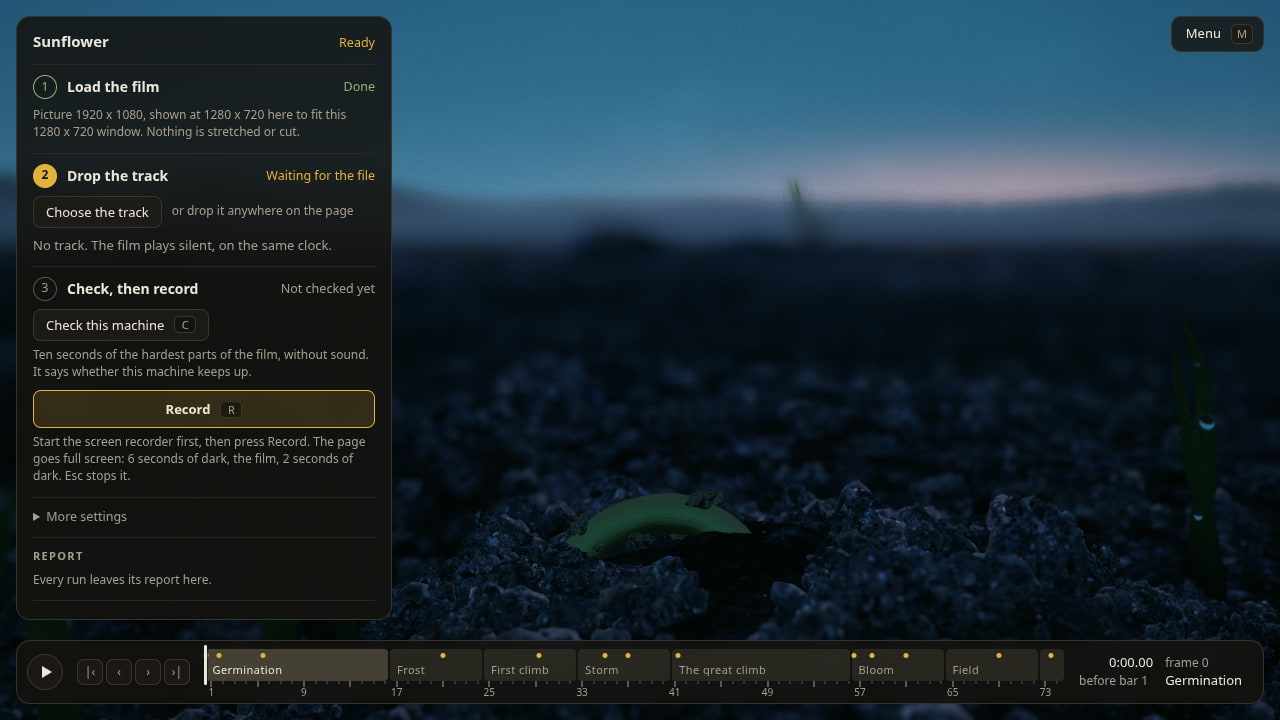 Sunflower
Ready
Menu M
1 Load the film
Done
Picture 1920 x 1080, shown at 1280 x 720 here to fit this
1280 x 720 window. Nothing is stretched or cut.
2 Drop the track
Waiting for the file
Choose the track
or drop it anywhere on the page
No track. The film plays silent, on the same clock.
3 Check, then record
Not checked yet
Check this machine C
Ten seconds of the hardest parts of the film, without sound.
It says whether this machine keeps up.
Record R
Start the screen recorder first, then press Record. The page
goes full screen: 6 seconds of dark, the film, 2 seconds of
dark. Esc stops it.
More settings
REPORT
Every run leaves its report here.
Germination
Frost
First climb
Storm
The great climb
Bloom
Field
1 9 17 25 33 41 49 57 65 73
0:00.00 frame 0
before bar 1 Germination